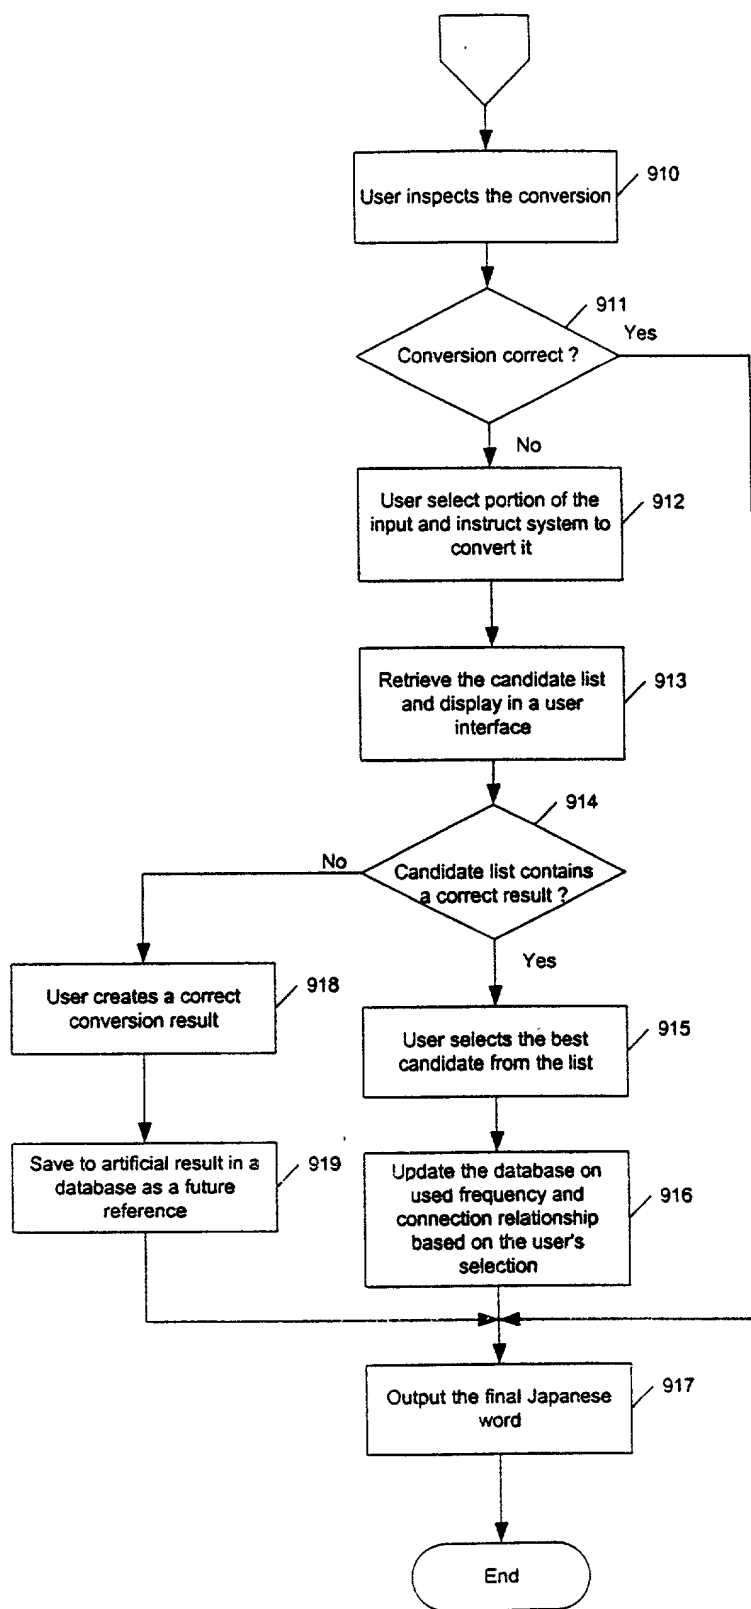 User inspects the conversion
910
911
Yes
Conversion correct ?
No
User select portion of the
input and instruct system to
convert it
912
Retrieve the candidate list
and display in a user
interface
913
914
No
Candidate list contains
a correct result ?
Yes
User creates a correct
conversion result
918
User selects the best
candidate from the list
915
Save to artificial result in a
database as a future
reference
919
Update the database on
used frequency and
connection relationship
based on the user's
selection
916
Output the final Japanese
word
917
End